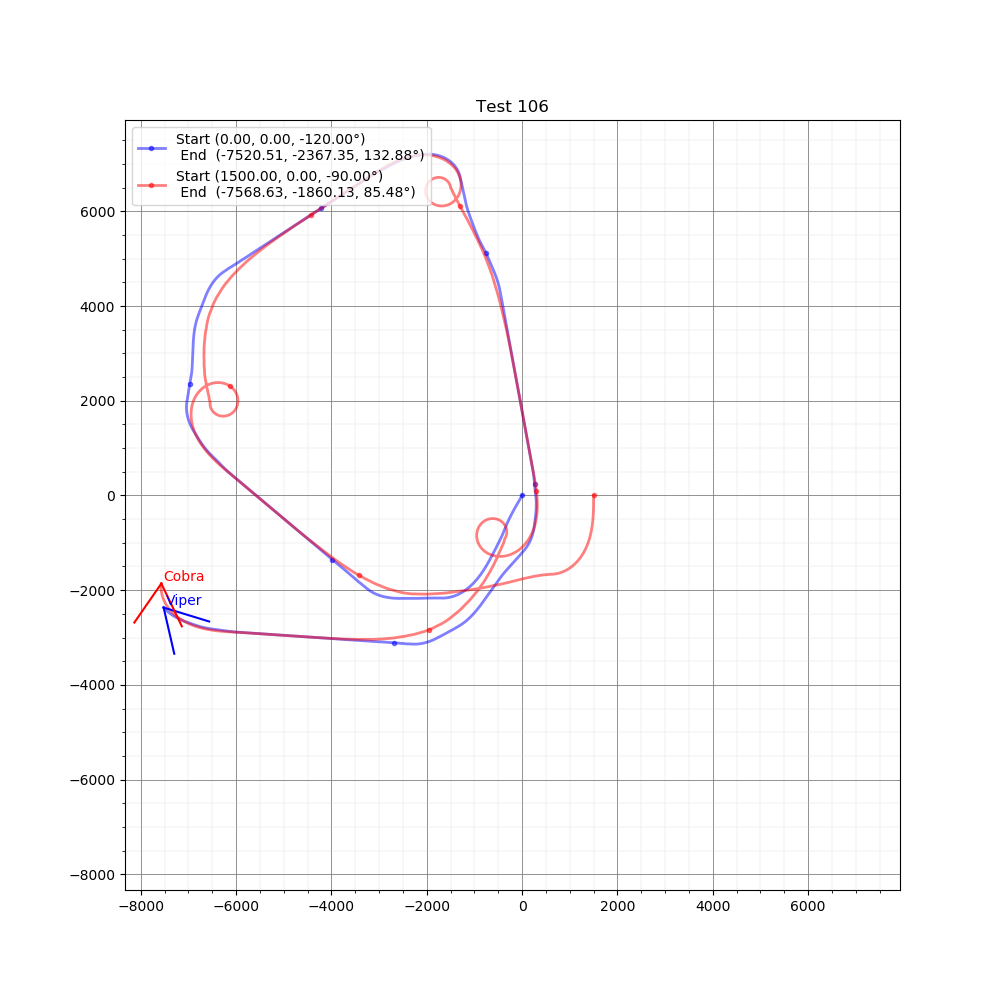 Test 106
Start (0.00, 0.00, -120.00°)
End (-7520.51, -2367.35, 132.88°)
Start (1500.00, 0.00, -90.00°)
End (-7568.63, -1860.13, 85.48°)
6000
4000
2000
0
−2000
−4000
−6000
−8000
Cobra
Viper
−8000 −6000 −4000 −2000 0 2000 4000 6000